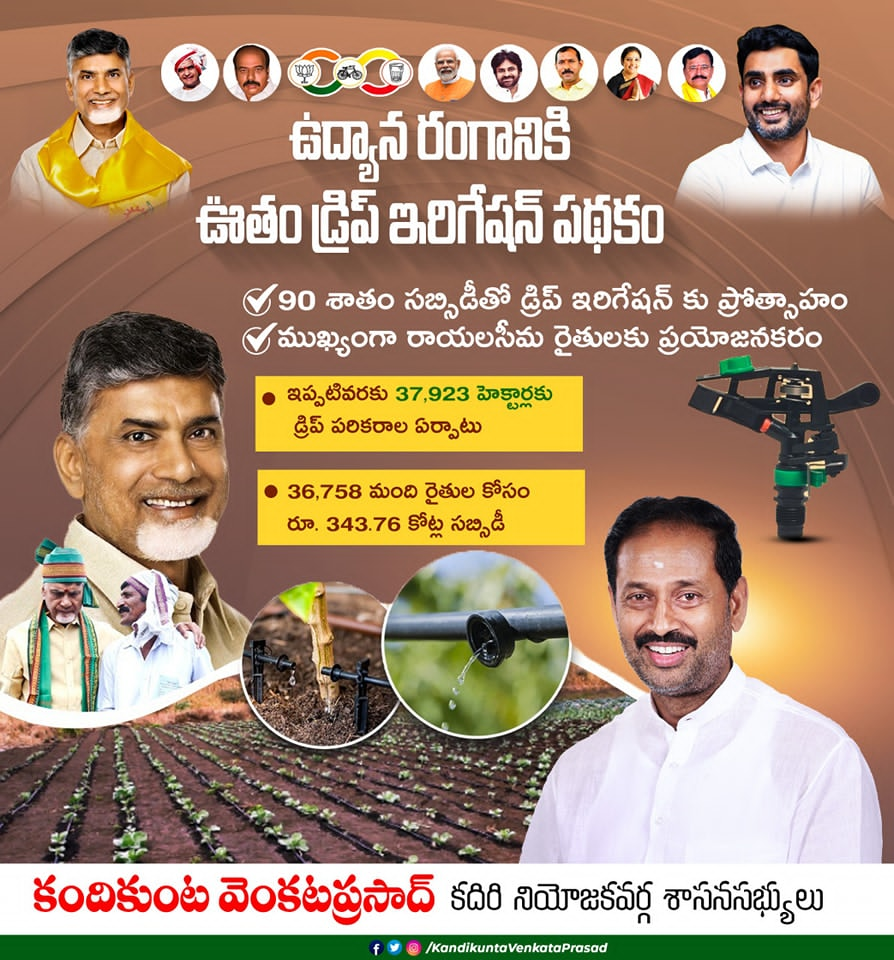 ఉద్యాన రంగానికి
ఊతం డ్రిప్ ఇరిగేషన్ పథకం
90 శాతం సబ్సిడీతో డ్రిప్ ఇరిగేషన్ కు ప్రోత్సాహం
ముఖ్యంగా రాయలసీమ రైతులకు ప్రయోజనకరం
ఇప్పటివరకు 37,923 హెక్టార్లకు
డ్రిప్ పరికరాల ఏర్పాటు
36,758 మంది రైతుల కోసం
రూ. 343.76 కోట్ల సబ్సిడీ
కందికుంట వెంకటప్రసాద్ కదిరి నియోజకవర్గ శాసనసభ్యులు
/KandikuntaVenkataPrasad